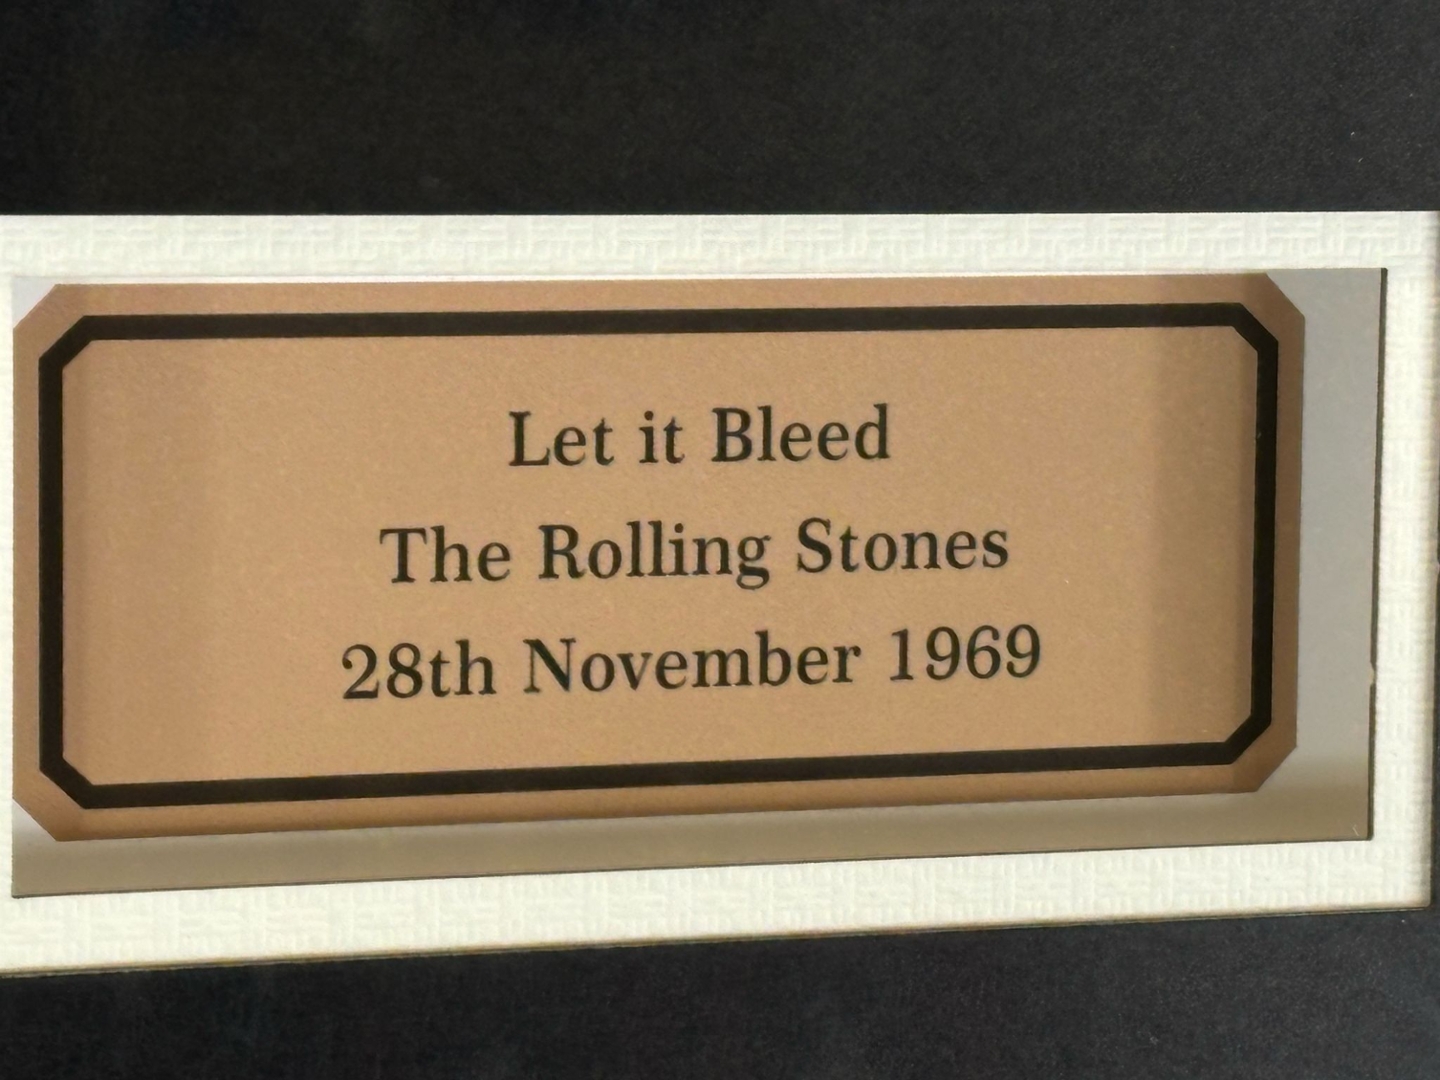 Let it Bleed
The Rolling Stones
28th November 1969